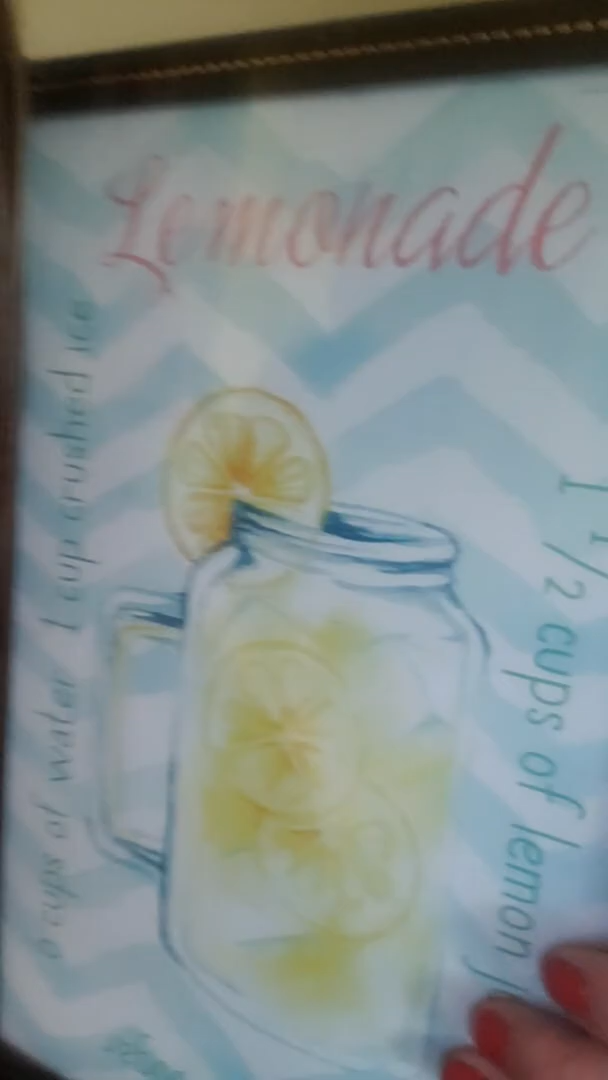 Lemonade
6 cups of water 1 cup crushed ice
1 1/2 cups of lemon